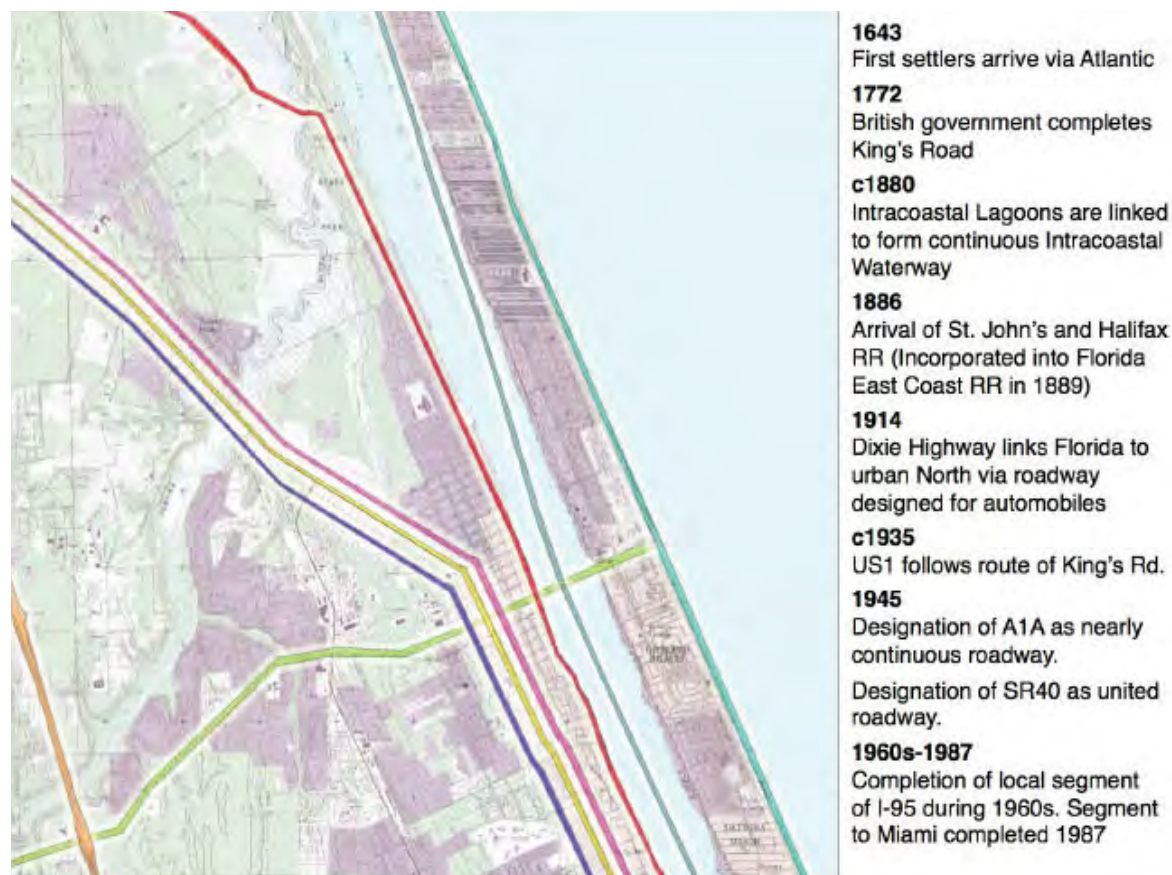 1643
First settlers arrive via Atlantic
1772
British government completes
King's Road
c1880
Intracoastal Lagoons are linked
to form continuous Intracoastal
Waterway
1886
Arrival of St. John's and Halifax
RR (Incorporated into Florida
East Coast RR in 1889)
1914
Dixie Highway links Florida to
urban North via roadway
designed for automobiles
c1935
US1 follows route of King's Rd.
1945
Designation of A1A as nearly
continuous roadway.
Designation of SR40 as united
roadway.
1960s-1987
Completion of local segment
of I-95 during 1960s. Segment
to Miami completed 1987